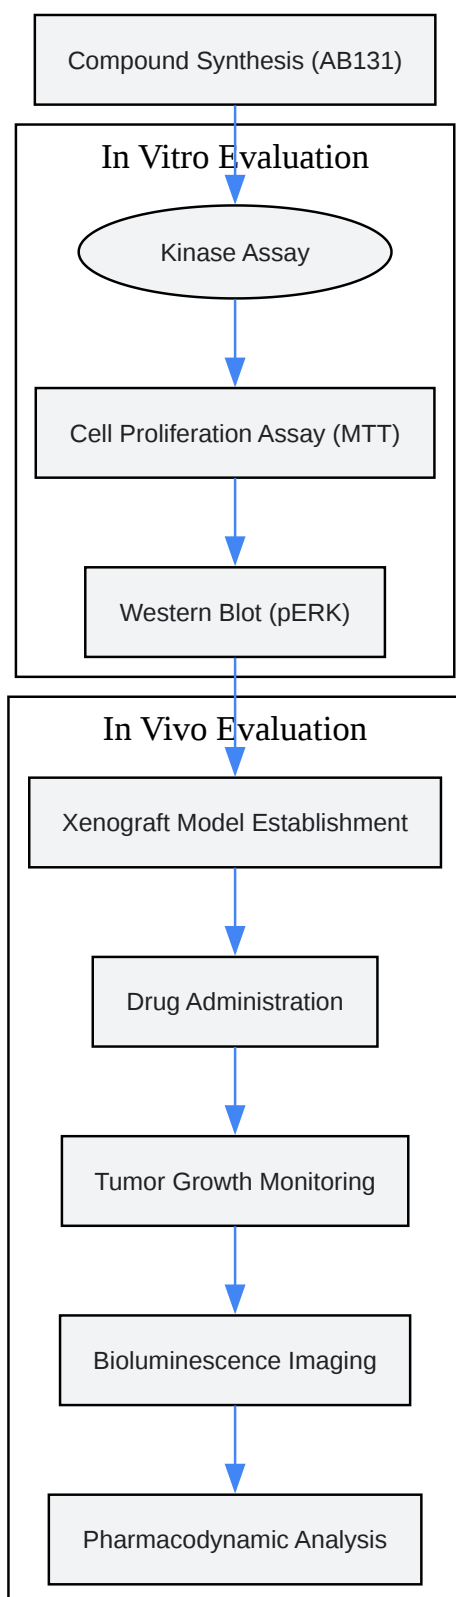 Compound Synthesis (AB131)
In Vitro Evaluation
Kinase Assay
Cell Proliferation Assay (MTT)
Western Blot (pERK)
In Vivo Evaluation
Xenograft Model Establishment
Drug Administration
Tumor Growth Monitoring
Bioluminescence Imaging
Pharmacodynamic Analysis